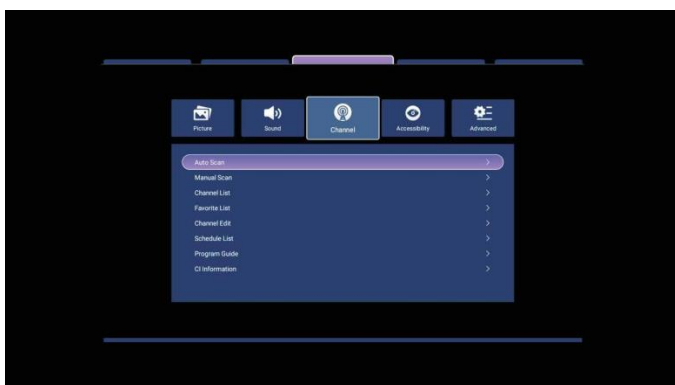 Picture
Sound
Channel
Accessibility
Advanced
Auto Scan
Manual Scan
Channel List
Favorite List
Channel Edit
Schedule List
Program Guide
CI Information